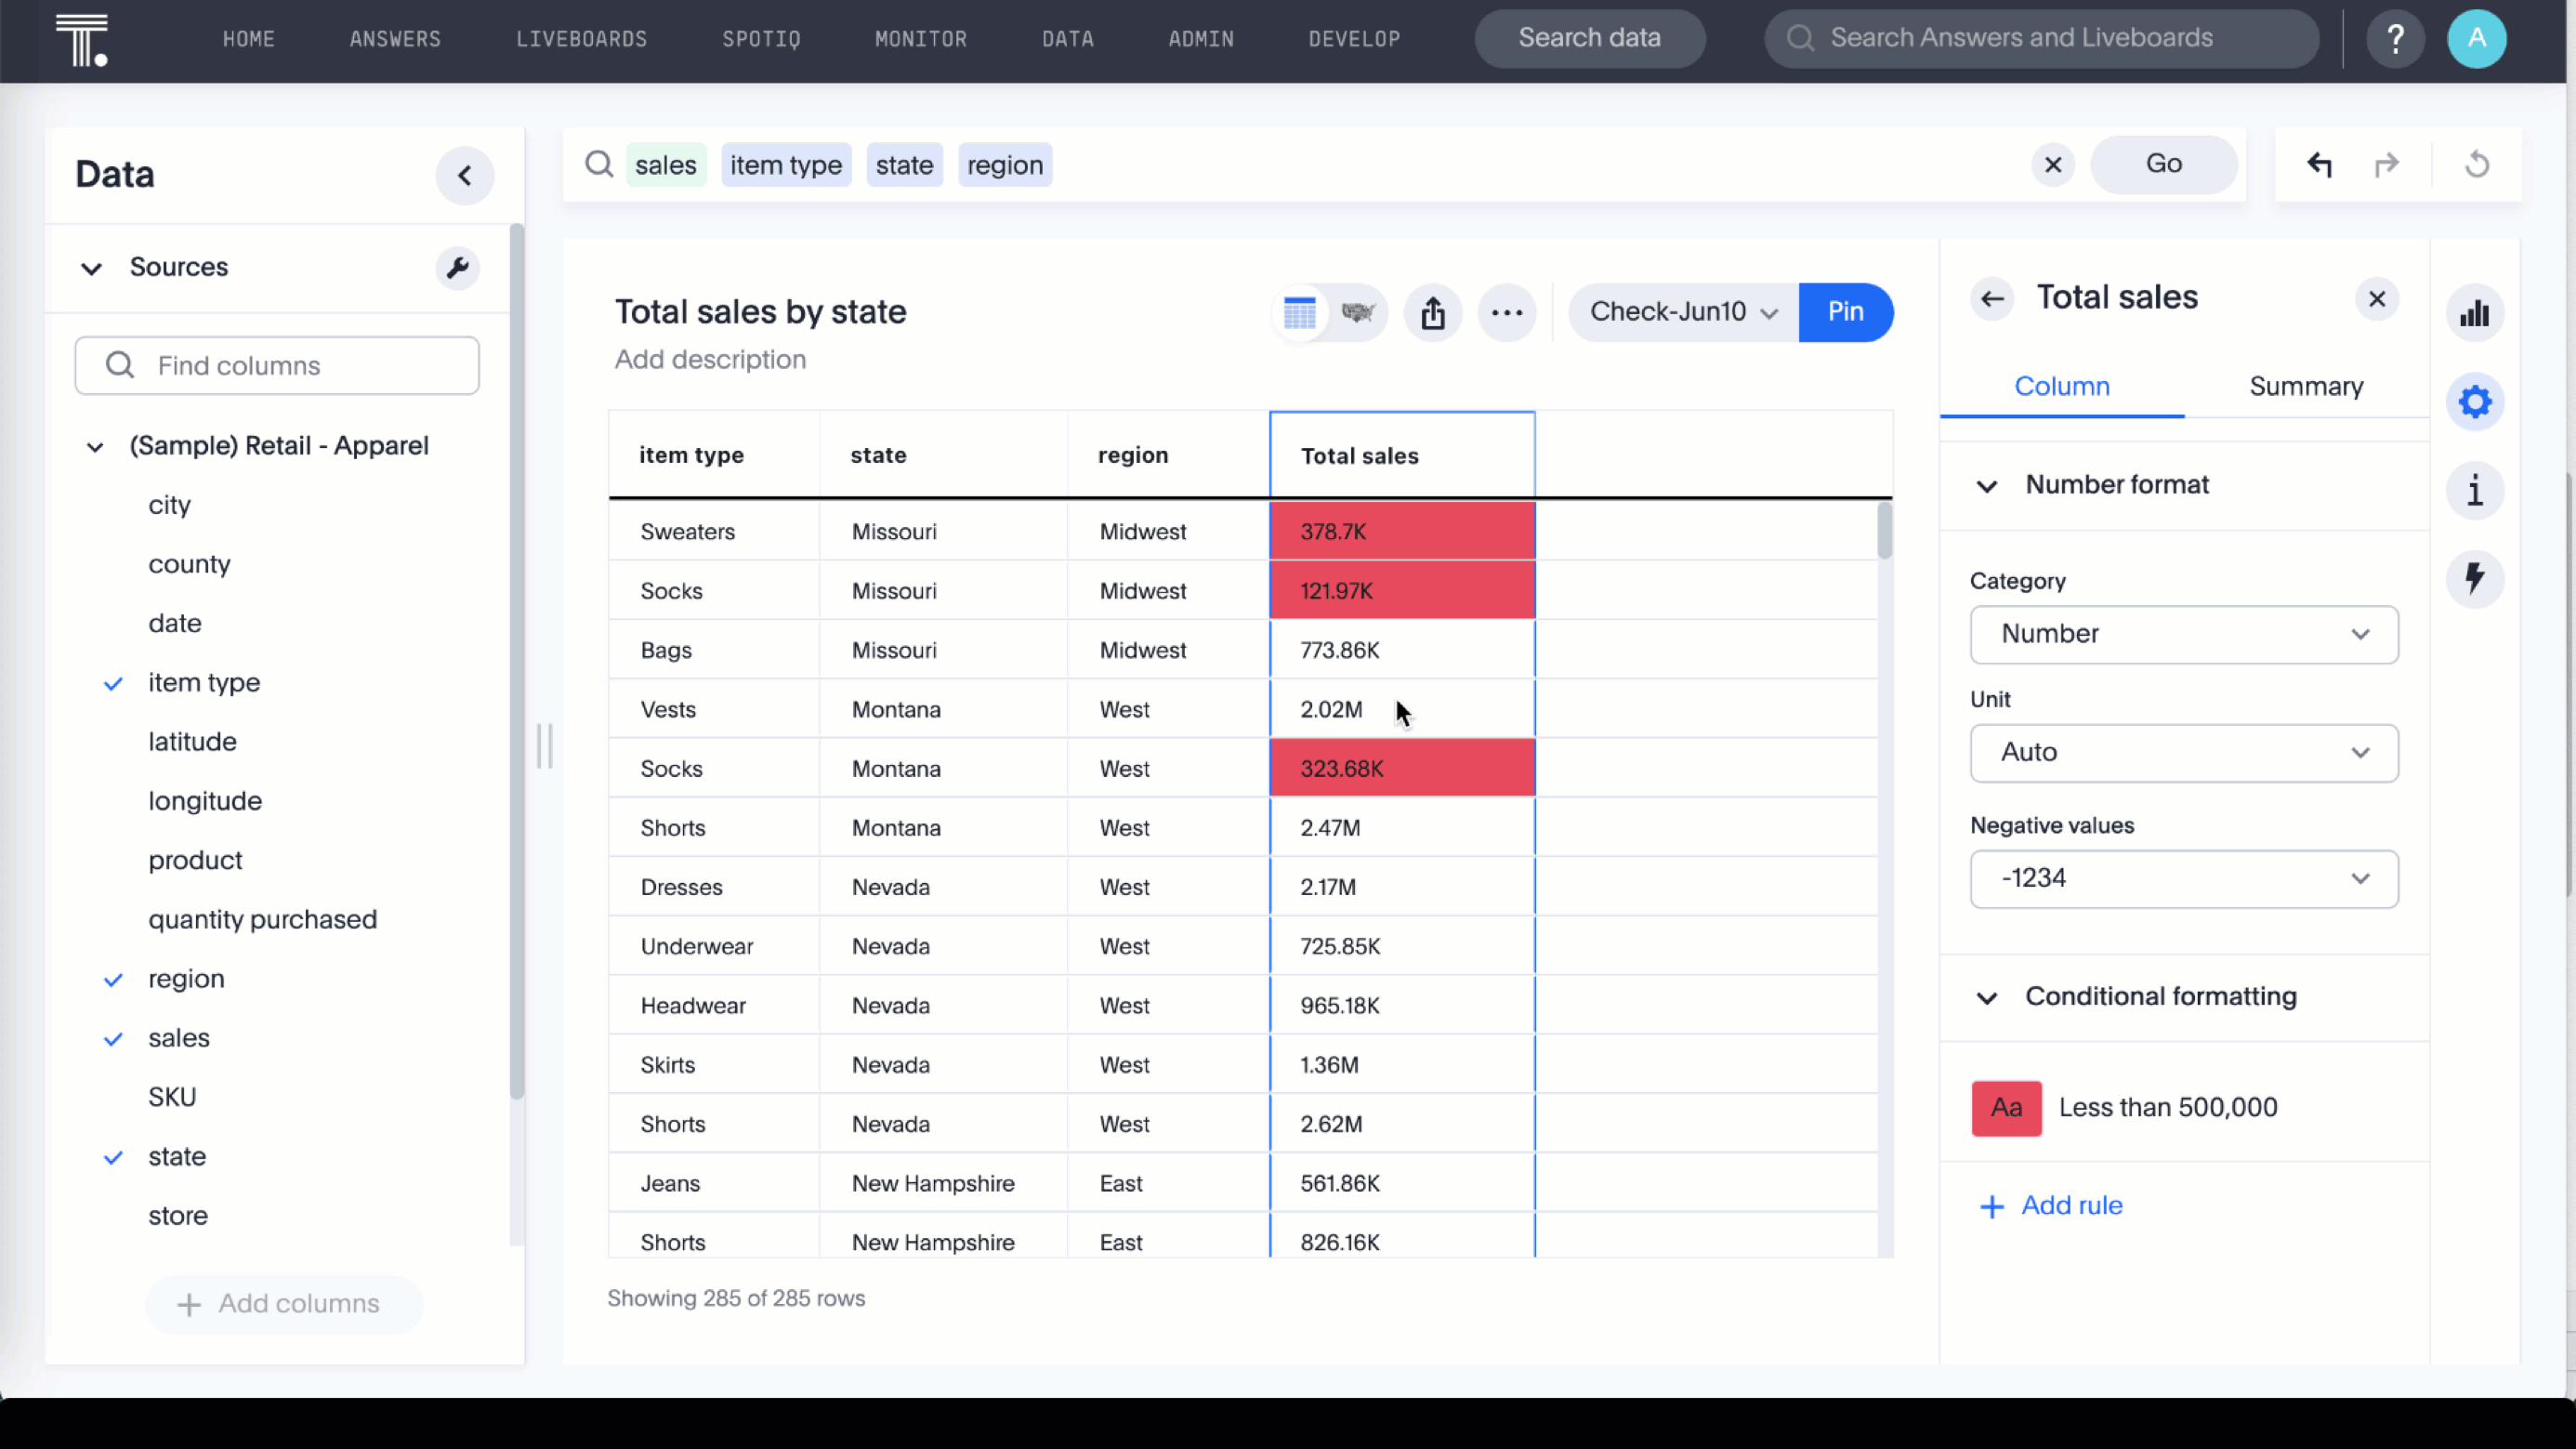 T. HOME ANSWERS LIVEBOARDS SPOTIQ MONITOR DATA ADMIN DEVELOP Search data Search Answers and Liveboards ? A
Data
Sources
Find columns
(Sample) Retail - Apparel
city
county
date
item type
latitude
longitude
product
quantity purchased
region
sales
SKU
state
store
+ Add columns
sales item type state region Go
Total sales by state
Add description
Check-Jun10 Pin
item type state region Total sales
Sweaters Missouri Midwest 378.7K
Socks Missouri Midwest 121.97K
Bags Missouri Midwest 773.86K
Vests Montana West 2.02M
Socks Montana West 323.68K
Shorts Montana West 2.47M
Dresses Nevada West 2.17M
Underwear Nevada West 725.85K
Headwear Nevada West 965.18K
Skirts Nevada West 1.36M
Shorts Nevada West 2.62M
Jeans New Hampshire East 561.86K
Shorts New Hampshire East 826.16K
Showing 285 of 285 rows
Total sales
Column Summary
Number format
Category
Number
Unit
Auto
Negative values
-1234
Conditional formatting
Aa Less than 500,000
+ Add rule
i